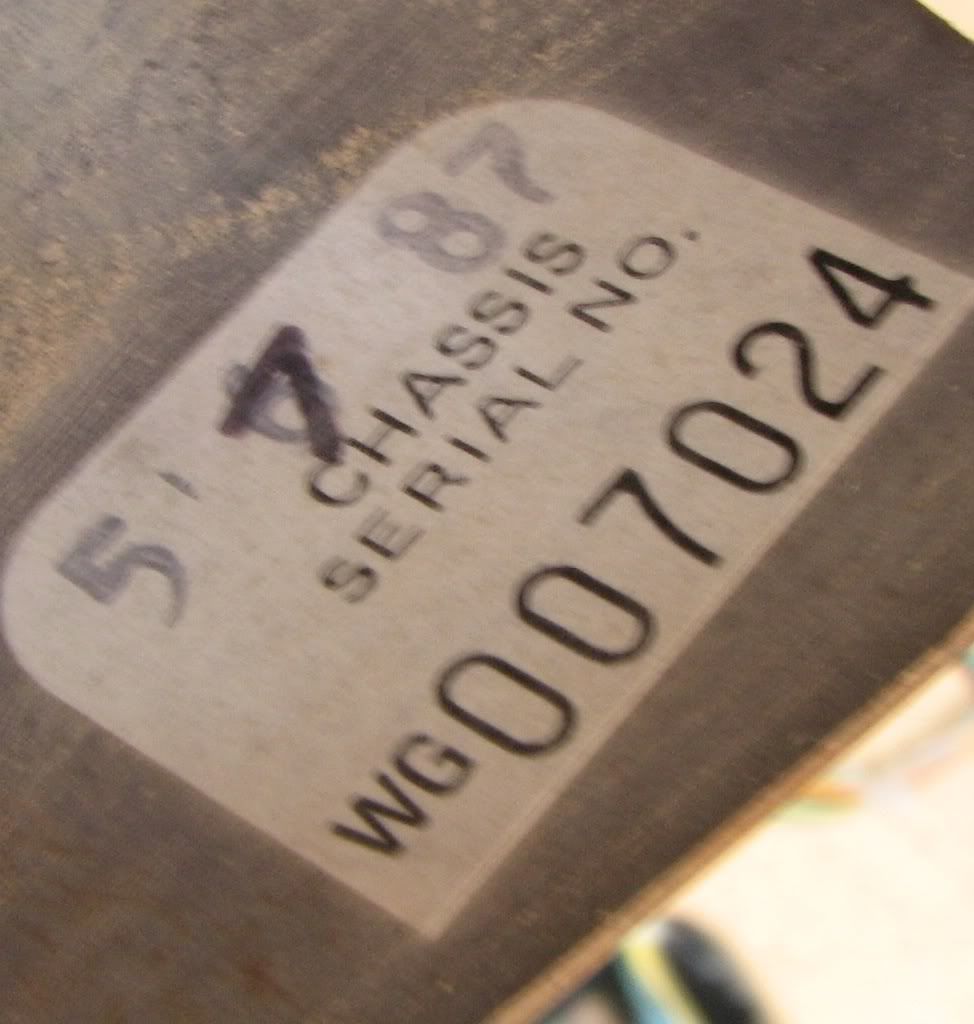 5' 7 87
CHASSIS
SERIAL NO.
WG007024